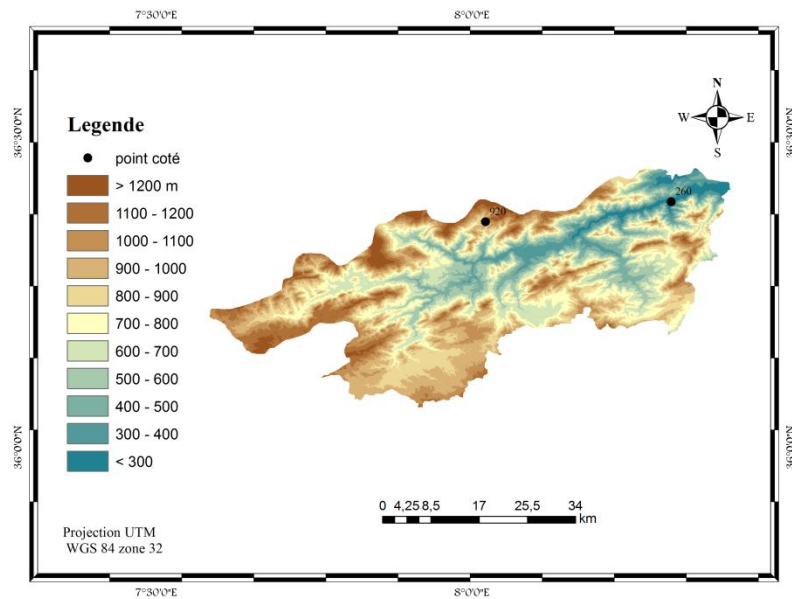 7°30'0"E 8°0'0"E
N
W E
S
36°30'0"N 36°30'0"N
Legende
point coté
> 1200 m
1100 - 1200
1000 - 1100
900 - 1000
800 - 900
700 - 800
600 - 700
500 - 600
400 - 500
300 - 400
< 300
260
920
36°0'0"N 36°0'0"N
0 4,25 8,5 17 25,5 34
km
Projection UTM
WGS 84 zone 32
7°30'0"E 8°0'0"E